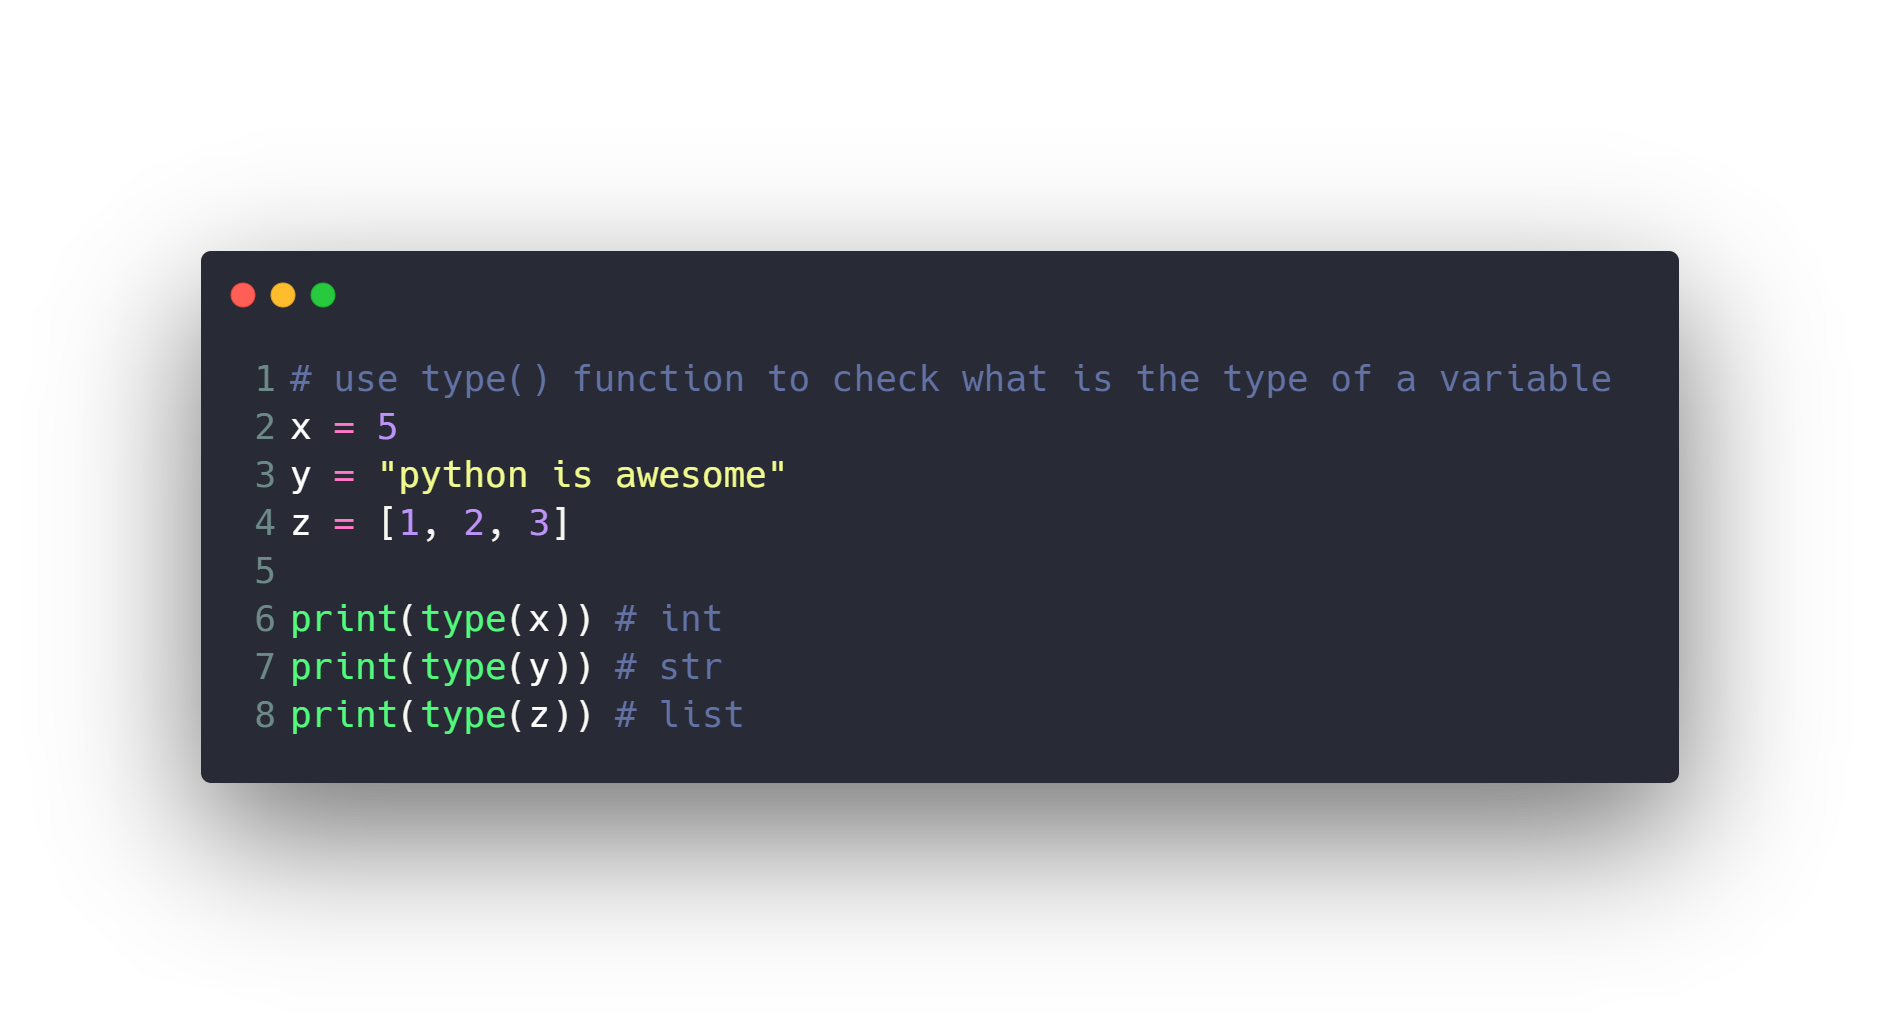 1 # use type() function to check what is the type of a variable
2 x = 5
3 y = "python is awesome"
4 z = [1, 2, 3]
5
6 print(type(x)) # int
7 print(type(y)) # str
8 print(type(z)) # list